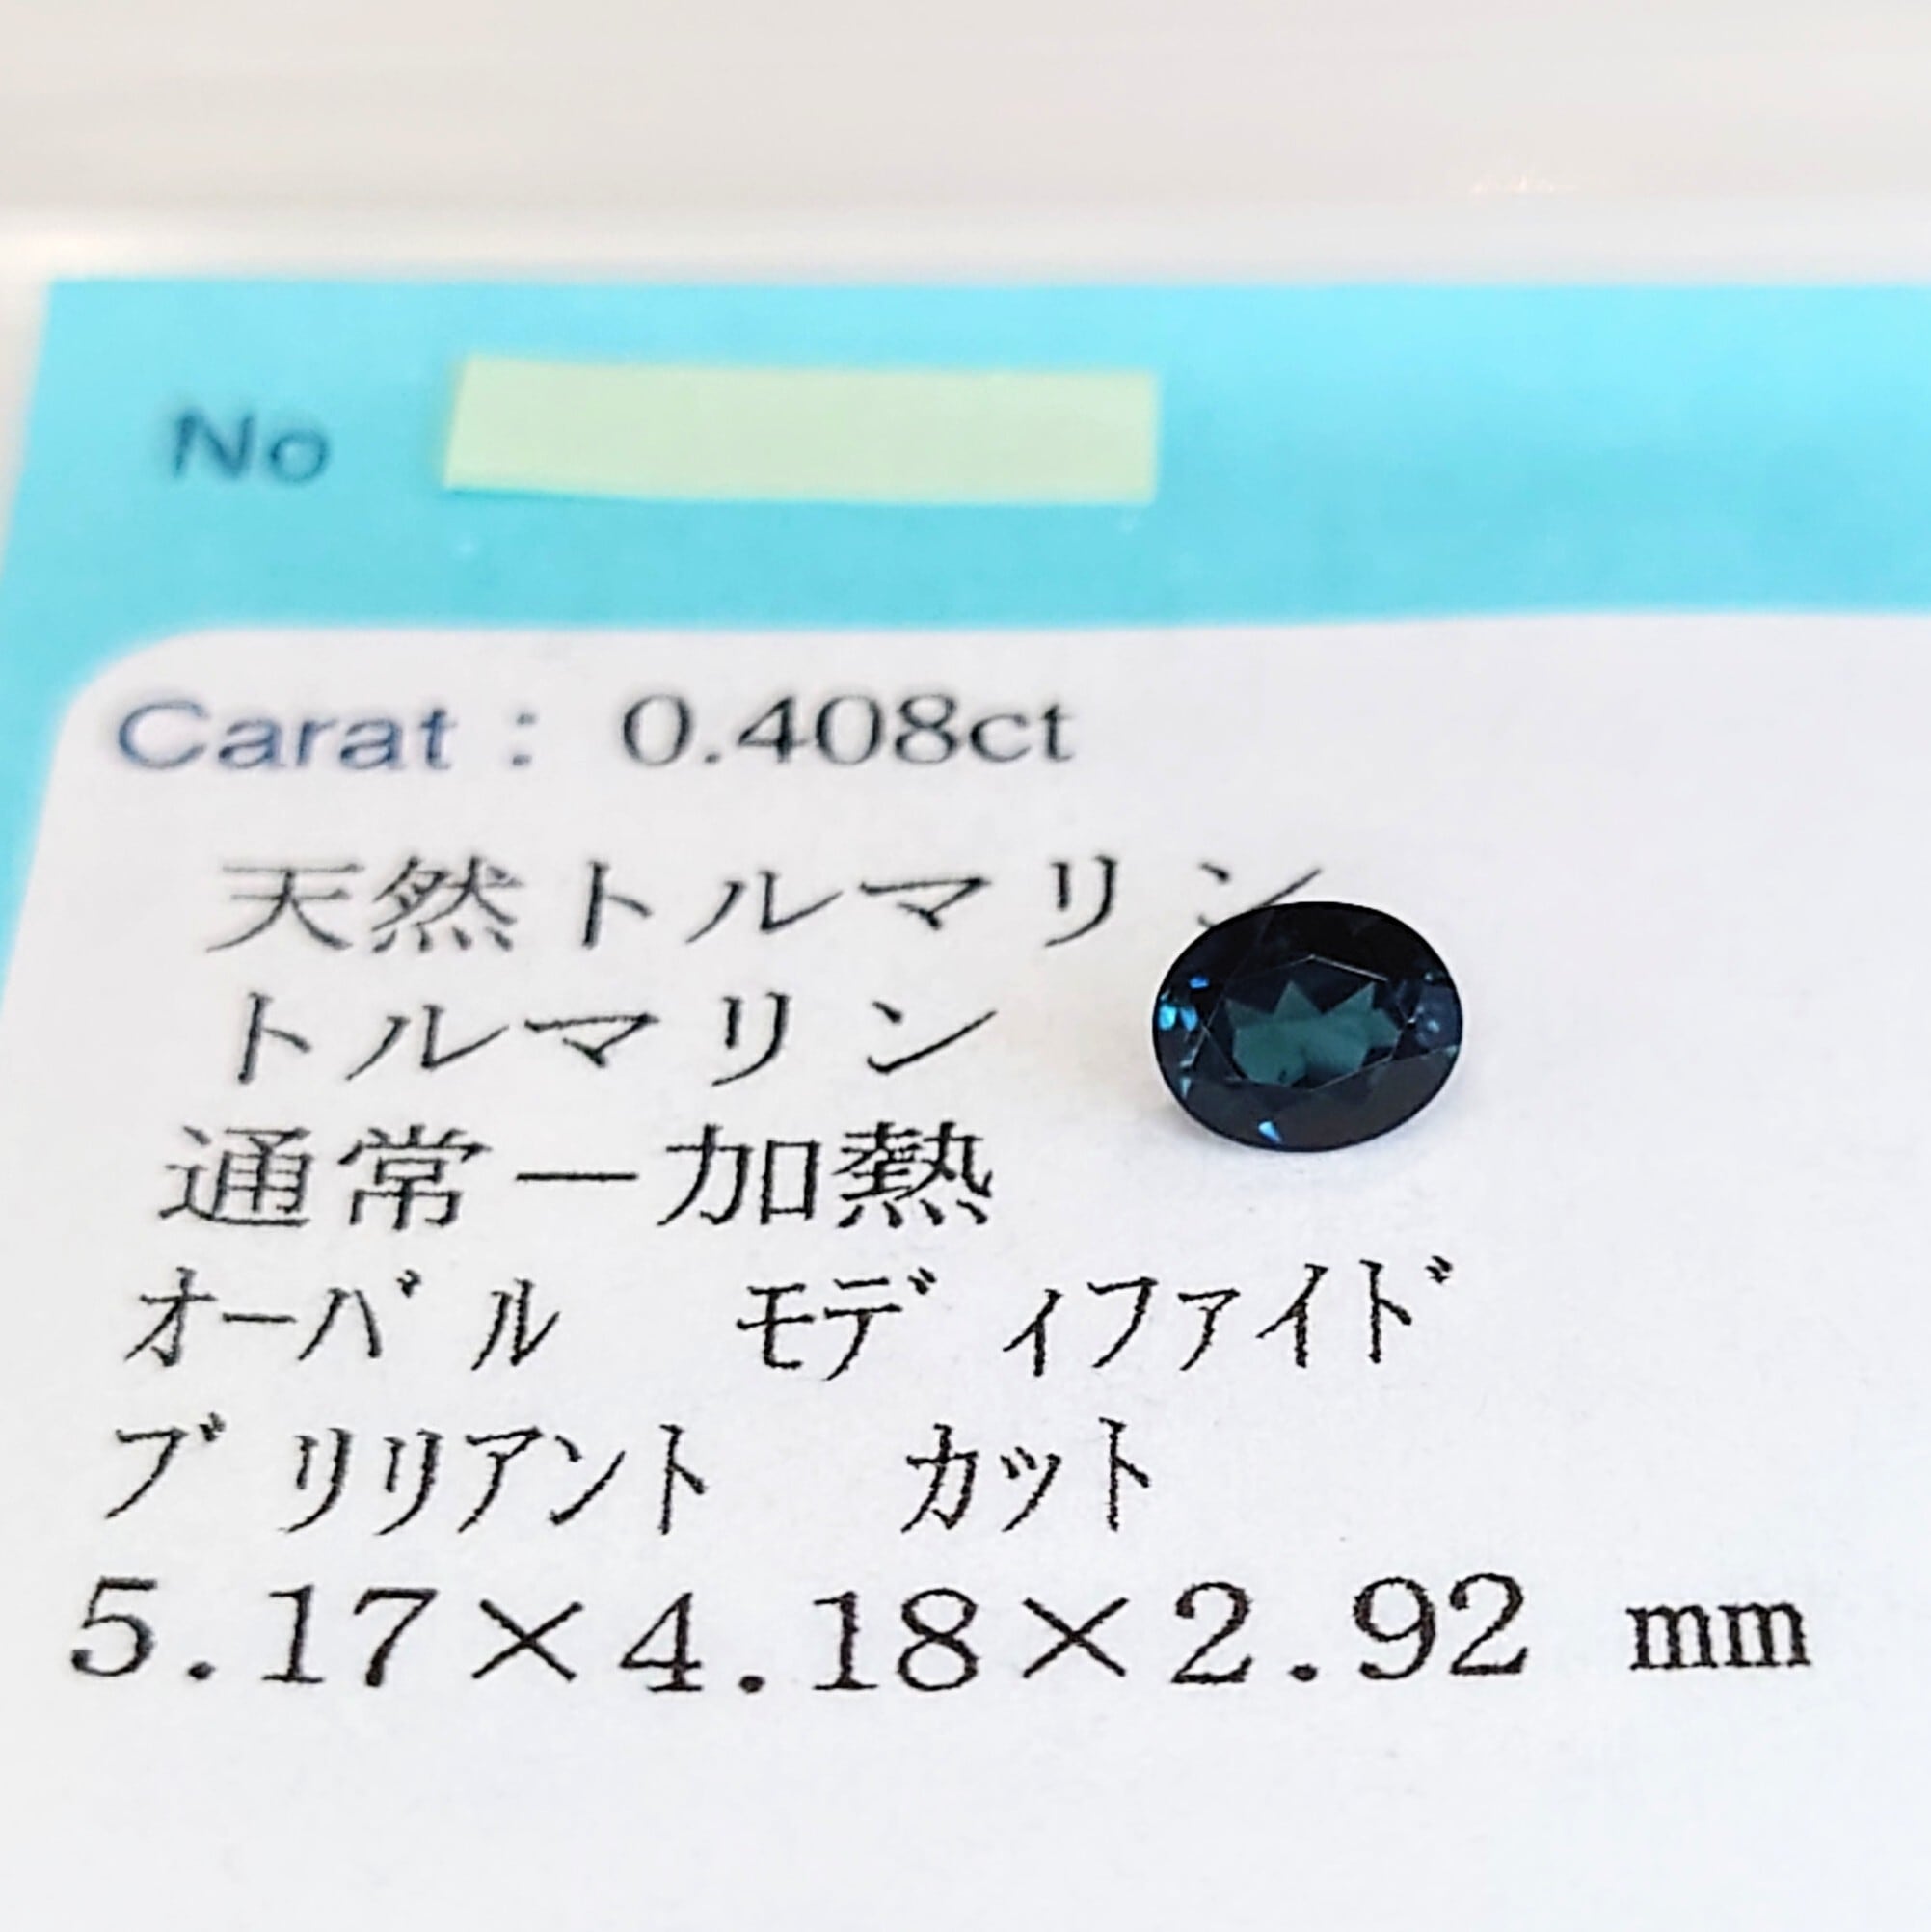 No
Carat : 0.408ct
天然トルマリン
トルマリン
通常―加熱
オーバル モディファイド
ブリリアント カット
5.17×4.18×2.92 mm